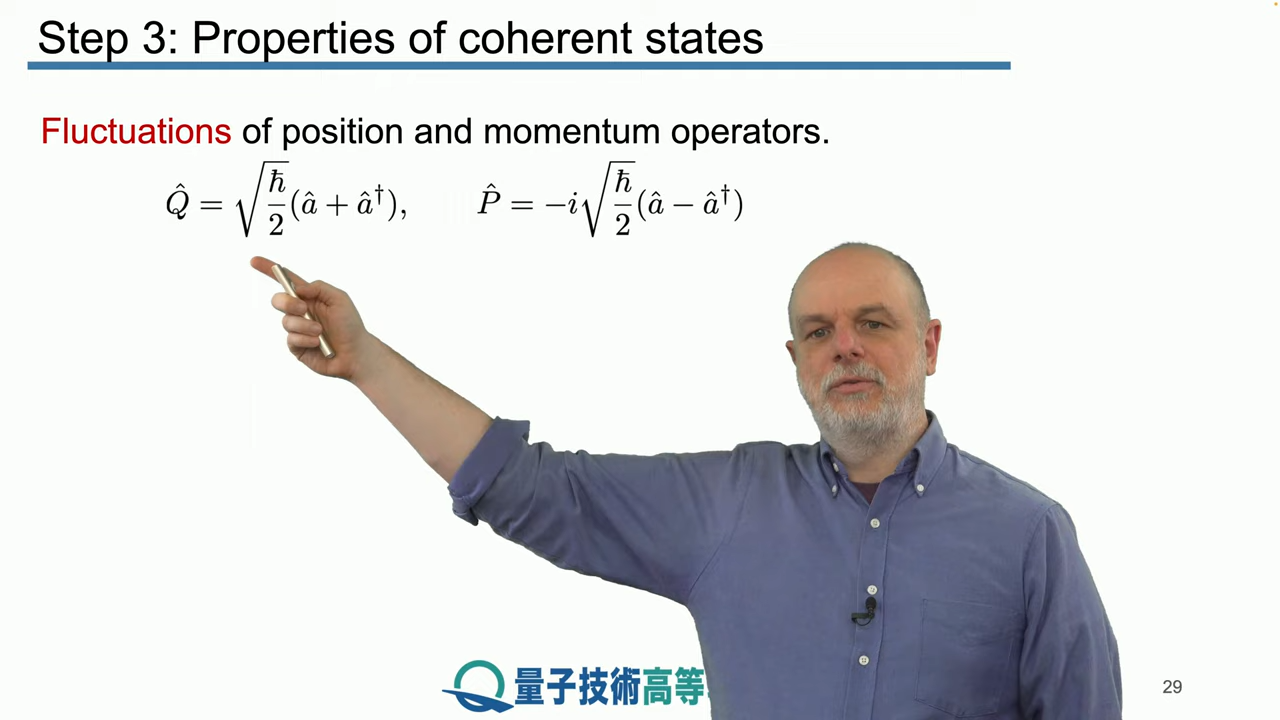 Step 3: Properties of coherent states
Fluctuations of position and momentum operators.
Q̂ = √(ħ/2)(â + â†), P̂ = −i√(ħ/2)(â − â†)
量子技術高等
29